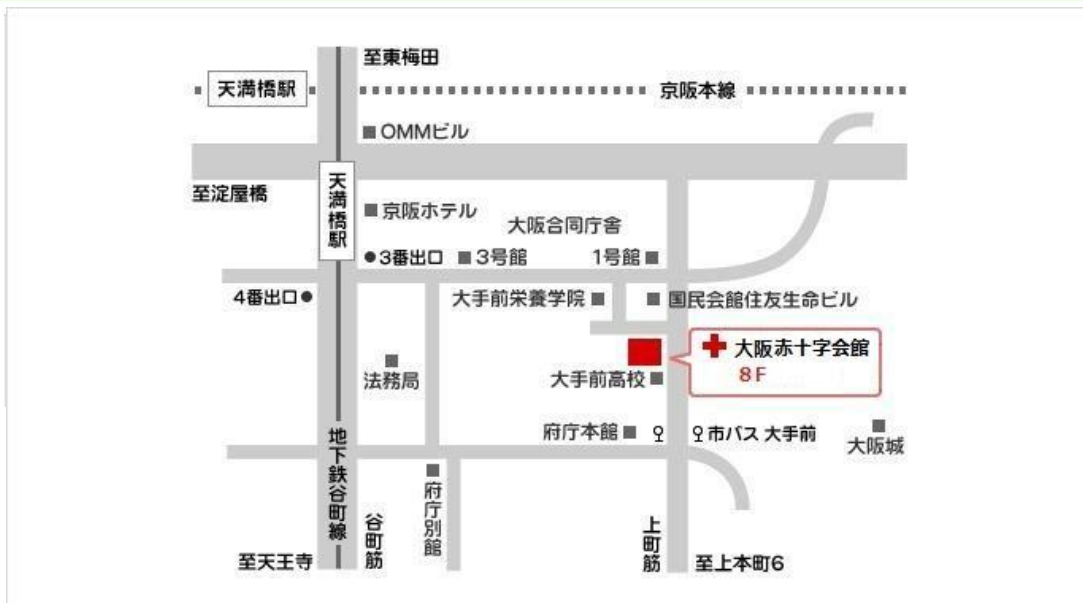 至東梅田
天満橋駅
京阪本線
OMMビル
至淀屋橋
天満橋駅
京阪ホテル
大阪合同庁舎
3番出口
3号館
1号館
4番出口
大手前栄養学院
国民会館住友生命ビル
大阪赤十字会館
8F
法務局
大手前高校
府庁本館
市バス 大手前
大阪城
地下鉄谷町線
府庁別館
谷町筋
上町筋
至天王寺
至上本町6